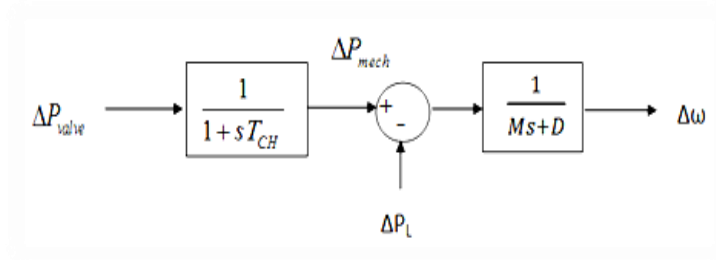 ΔP_mech
ΔP_valve
1
1+sT_CH
+
-
1
Ms+D
Δω
ΔP_L